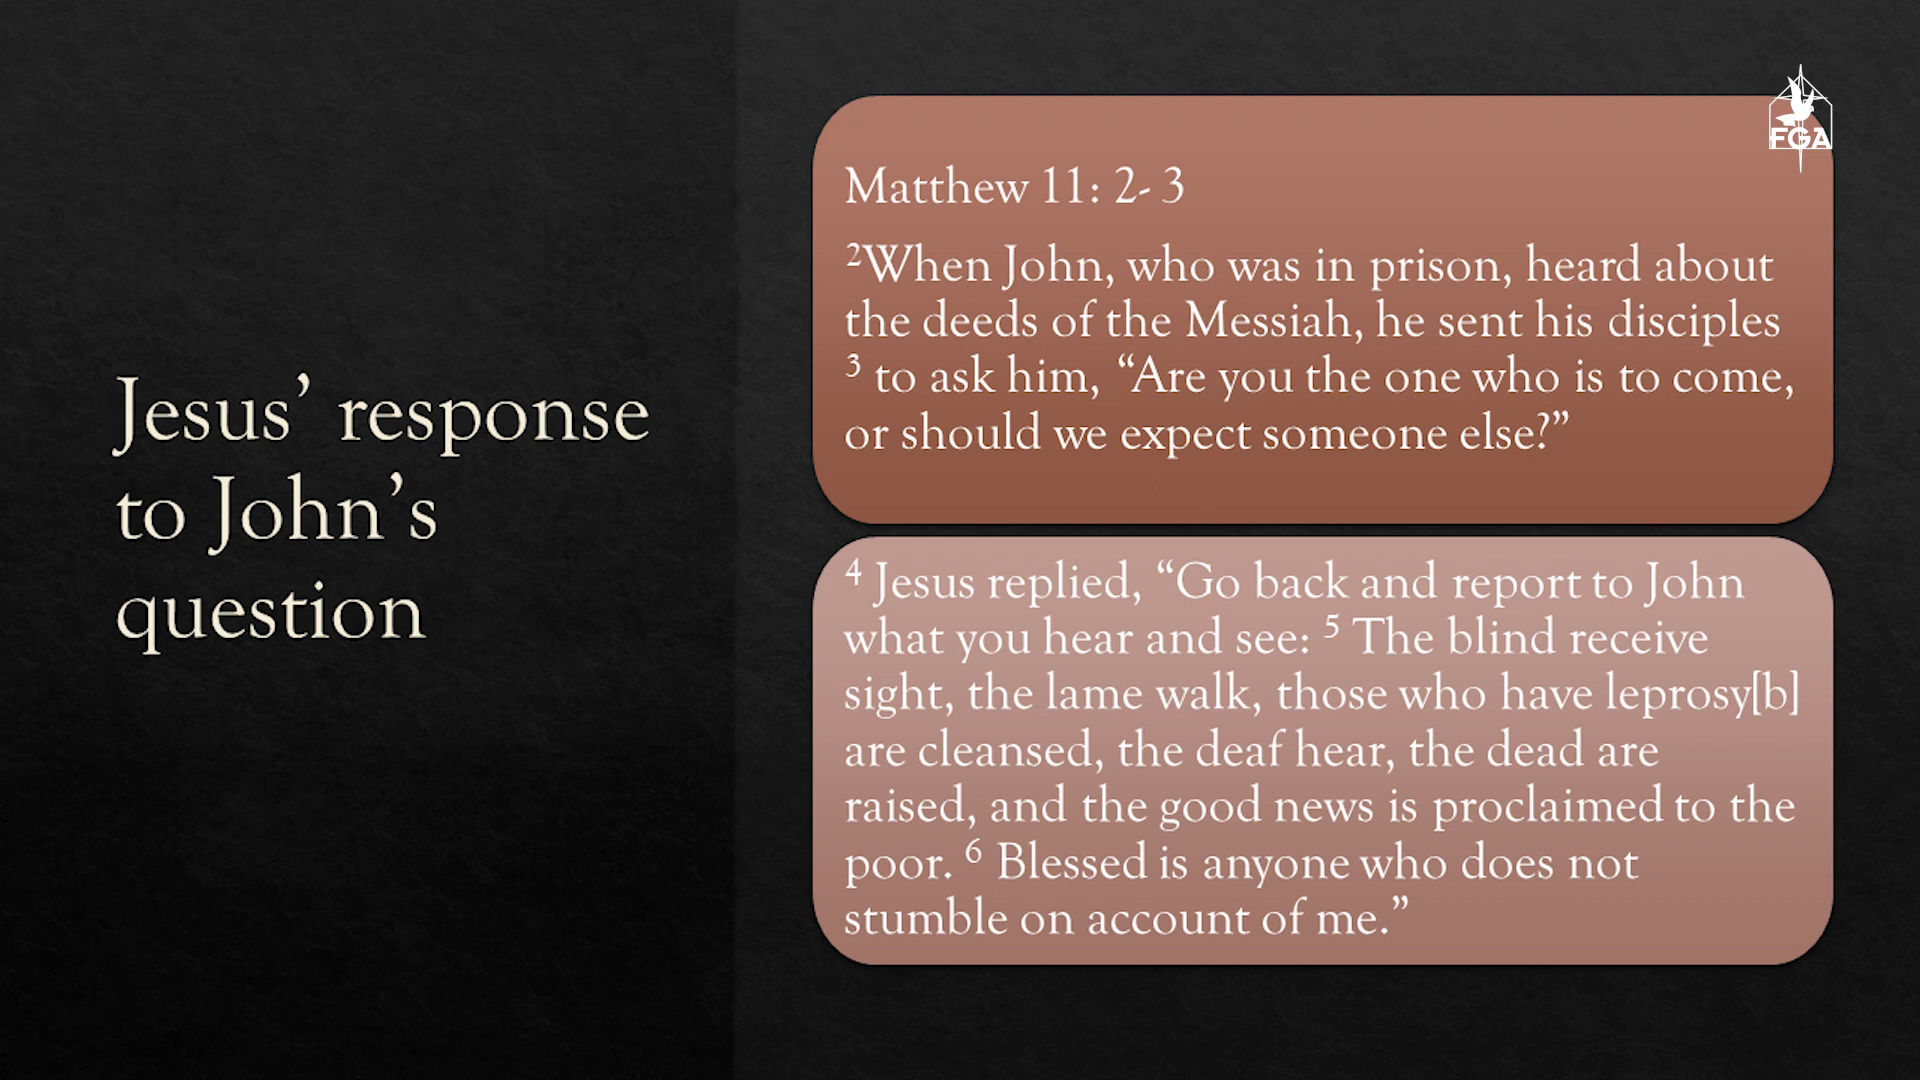 Jesus’ response
to John’s
question
FGA
Matthew 11: 2- 3
²When John, who was in prison, heard about
the deeds of the Messiah, he sent his disciples
³ to ask him, “Are you the one who is to come,
or should we expect someone else?”
⁴ Jesus replied, “Go back and report to John
what you hear and see: ⁵ The blind receive
sight, the lame walk, those who have leprosy[b]
are cleansed, the deaf hear, the dead are
raised, and the good news is proclaimed to the
poor. ⁶ Blessed is anyone who does not
stumble on account of me.”